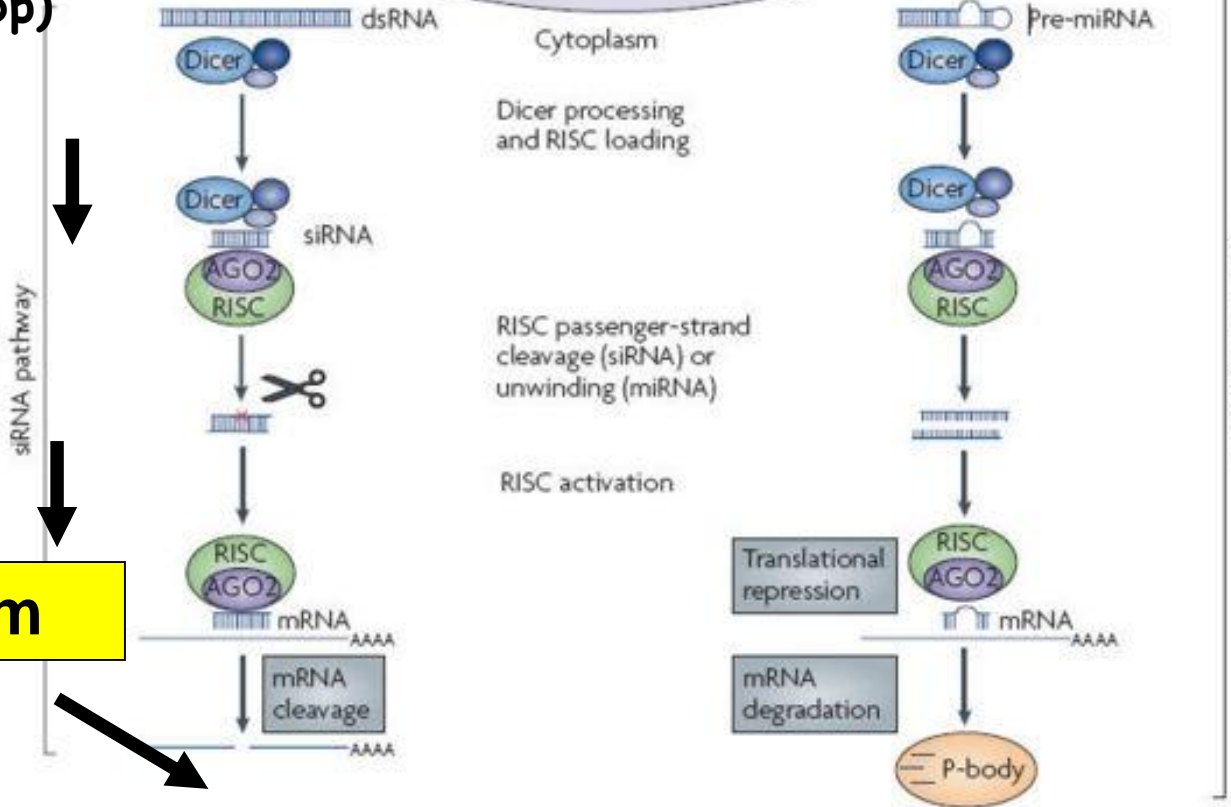 op)
dsRNA
Cytoplasm
Pre-miRNA
Dicer
Dicer
Dicer processing
and RISC loading
Dicer
Dicer
siRNA
AGO2
RISC
AGO2
RISC
siRNA pathway
RISC passenger-strand
cleavage (siRNA) or
unwinding (miRNA)
RISC activation
RISC
AGO2
mRNA
AAAA
Translational
repression
RISC
AGO2
mRNA
AAAA
m
mRNA
cleavage
AAAA
mRNA
degradation
P-body